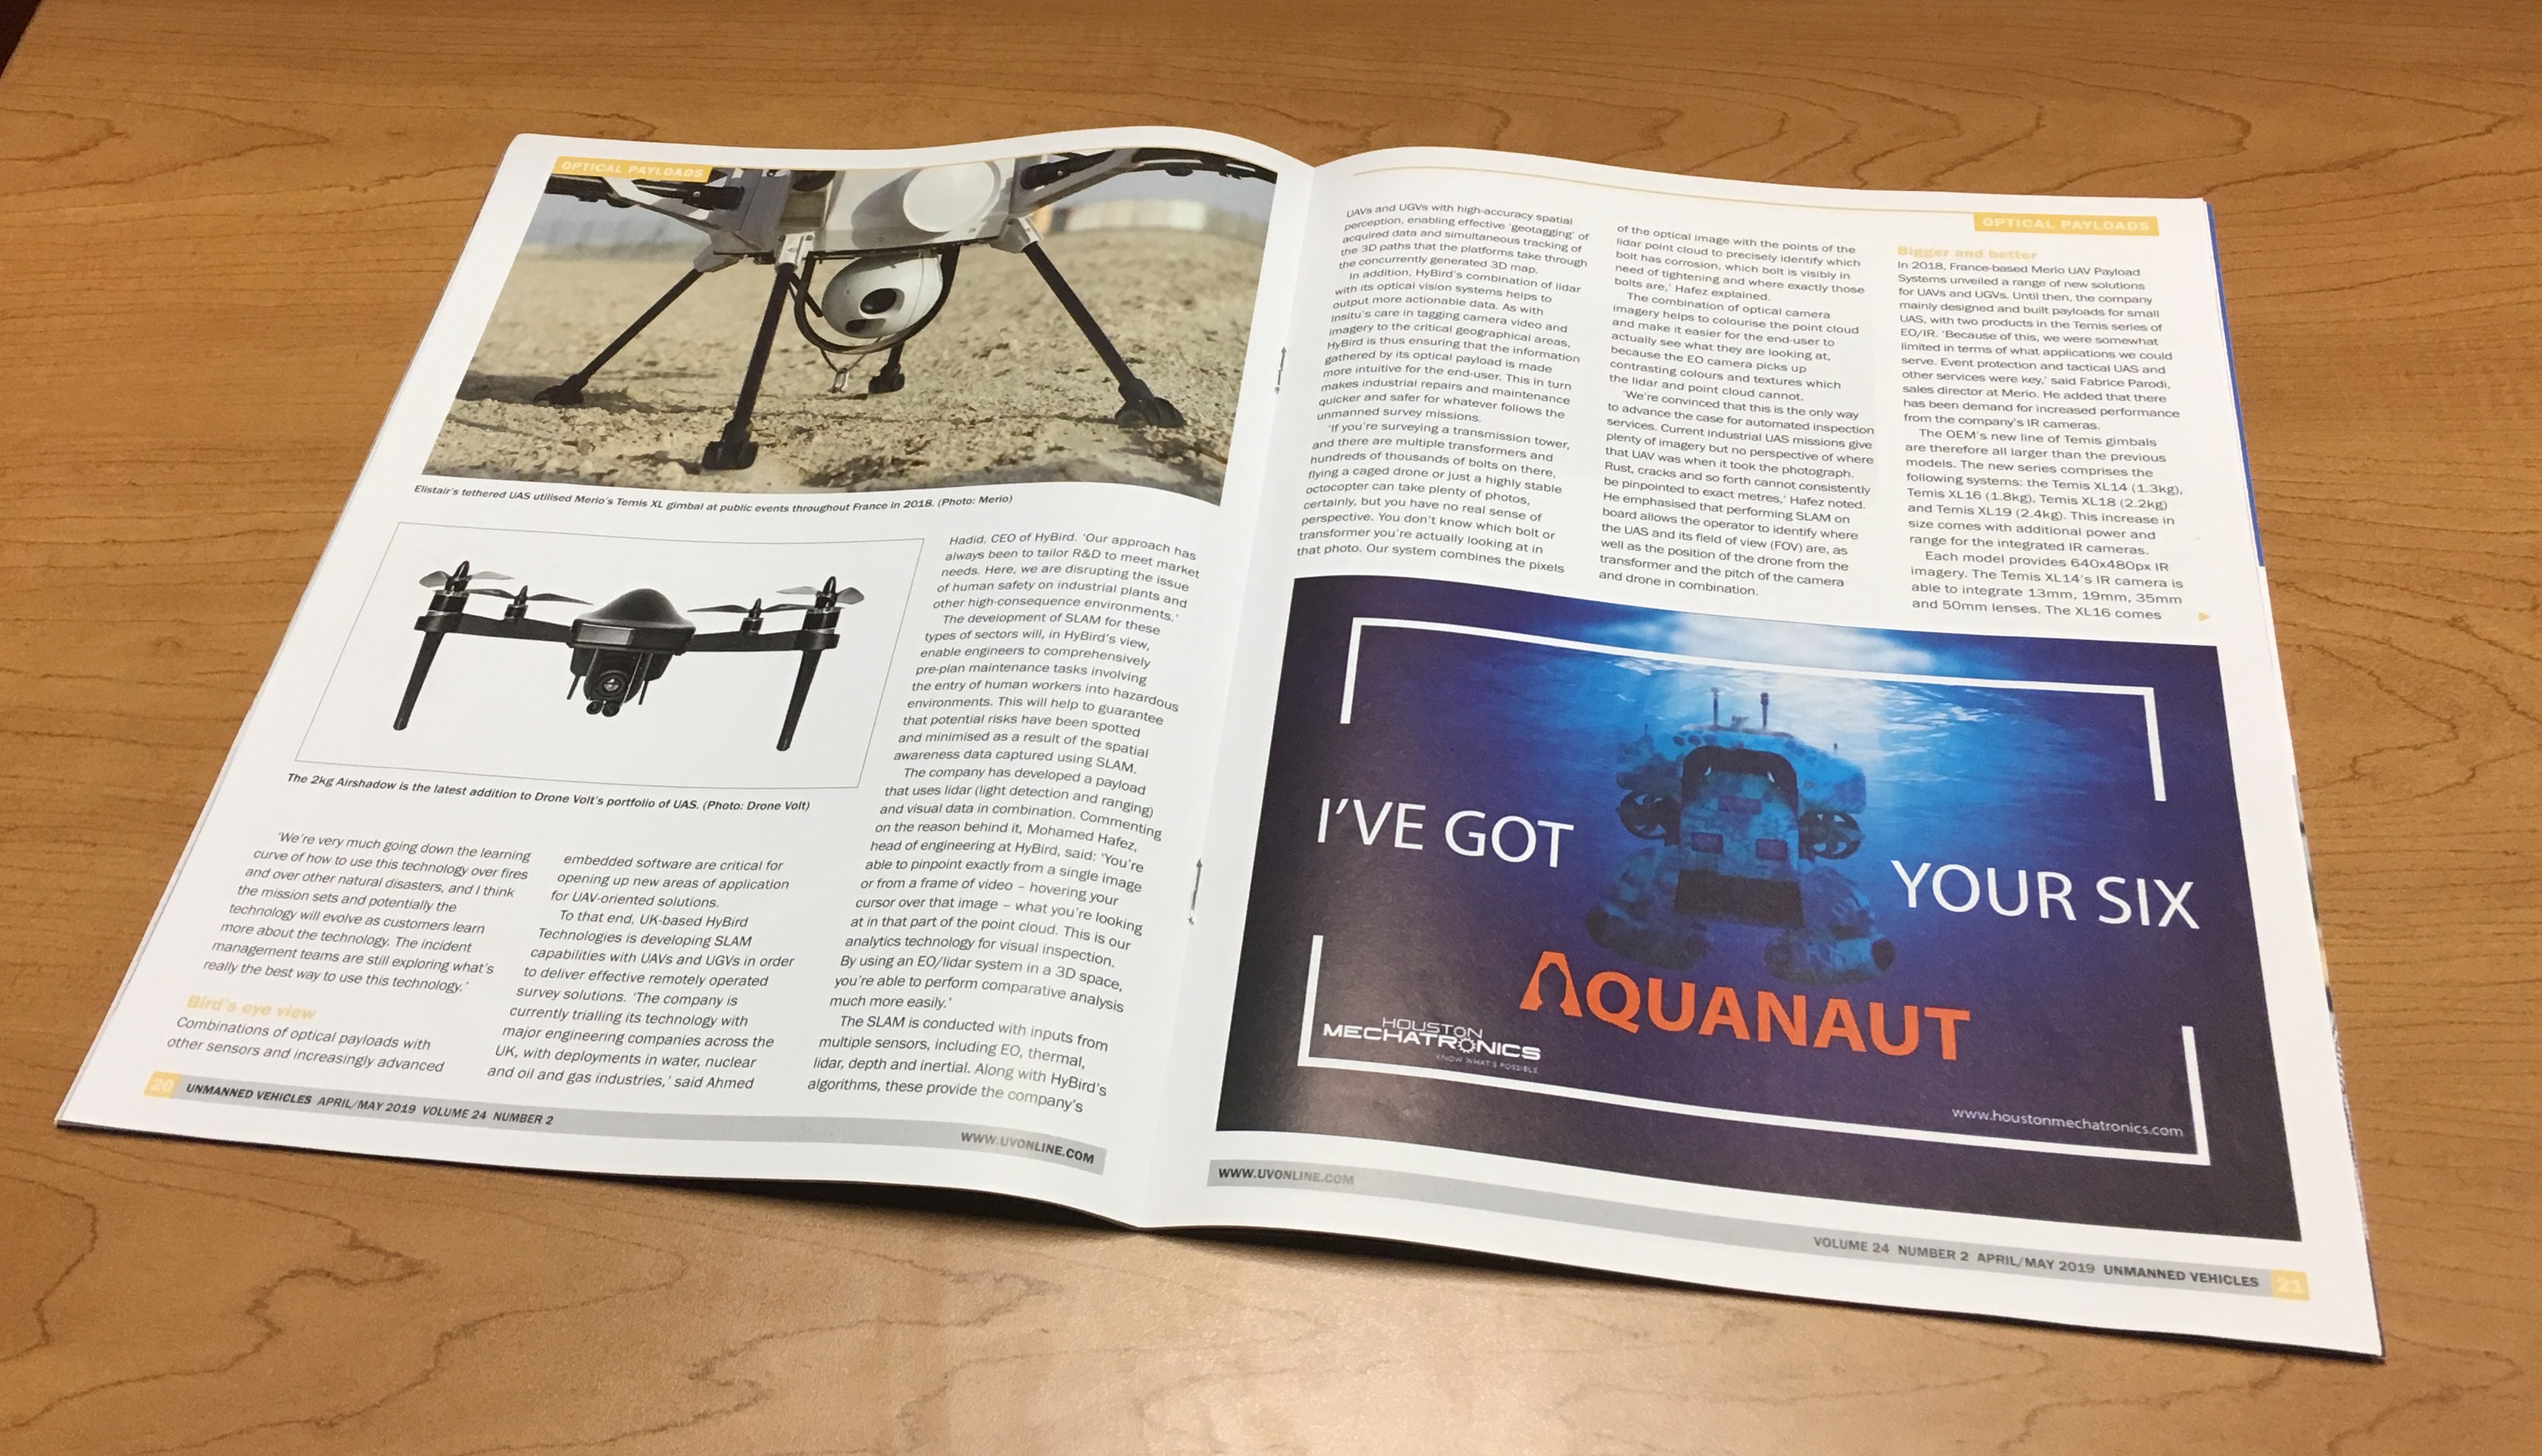 OPTICAL PAYLOADS
Elistair's tethered UAS utilised Merio's Temis XL gimbal at public events throughout France in 2018. (Photo: Merio)
The 2kg Airshadow is the latest addition to Drone Volt's portfolio of UAS. (Photo: Drone Volt)
'We're very much going down the learning
curve of how to use this technology over fires
and over other natural disasters, and I think
the mission sets and potentially the
technology will evolve as customers learn
more about the technology. The incident
management teams are still exploring what's
really the best way to use this technology.'
Bird's eye view
Combinations of optical payloads with
other sensors and increasingly advanced
embedded software are critical for
opening up new areas of application
for UAV-oriented solutions.
To that end, UK-based HyBird
Technologies is developing SLAM
capabilities with UAVs and UGVs in order
to deliver effective remotely operated
survey solutions. 'The company is
currently trialling its technology with
major engineering companies across the
UK, with deployments in water, nuclear
and oil and gas industries,' said Ahmed
Hadid, CEO of HyBird. 'Our approach has
always been to tailor R&D to meet market
needs. Here, we are disrupting the issue
of human safety on industrial plants and
other high-consequence environments.'
The development of SLAM for these
types of sectors will, in HyBird's view,
enable engineers to comprehensively
pre-plan maintenance tasks involving
the entry of human workers into hazardous
environments. This will help to guarantee
that potential risks have been spotted
and minimised as a result of the spatial
awareness data captured using SLAM.
The company has developed a payload
that uses lidar (light detection and ranging)
and visual data in combination. Commenting
on the reason behind it, Mohamed Hafez,
head of engineering at HyBird, said: 'You're
able to pinpoint exactly from a single image
or from a frame of video – hovering your
cursor over that image – what you're looking
at in that part of the point cloud. This is our
analytics technology for visual inspection.
By using an EO/lidar system in a 3D space,
you're able to perform comparative analysis
much more easily.'
The SLAM is conducted with inputs from
multiple sensors, including EO, thermal,
lidar, depth and inertial. Along with HyBird's
algorithms, these provide the company's
20 UNMANNED VEHICLES APRIL/MAY 2019 VOLUME 24 NUMBER 2
WWW.UVONLINE.COM
OPTICAL PAYLOADS
UAVs and UGVs with high-accuracy spatial
perception, enabling effective 'geotagging' of
acquired data and simultaneous tracking of
the 3D paths that the platforms take through
the concurrently generated 3D map.
In addition, HyBird's combination of lidar
with its optical vision systems helps to
output more actionable data. As with
Insitu's care in tagging camera video and
imagery to the critical geographical areas,
HyBird is thus ensuring that the information
gathered by its optical payload is made
more intuitive for the end-user. This in turn
makes industrial repairs and maintenance
quicker and safer for whatever follows the
unmanned survey missions.
'If you're surveying a transmission tower,
and there are multiple transformers and
hundreds of thousands of bolts on there,
flying a caged drone or just a highly stable
octocopter can take plenty of photos,
certainly, but you have no real sense of
perspective. You don't know which bolt or
transformer you're actually looking at in
that photo. Our system combines the pixels
of the optical image with the points of the
lidar point cloud to precisely identify which
bolt has corrosion, which bolt is visibly in
need of tightening and where exactly those
bolts are,' Hafez explained.
The combination of optical camera
imagery helps to colourise the point cloud
and make it easier for the end-user to
actually see what they are looking at,
because the EO camera picks up
contrasting colours and textures which
the lidar and point cloud cannot.
'We're convinced that this is the only way
to advance the case for automated inspection
services. Current industrial UAS missions give
plenty of imagery but no perspective of where
that UAV was when it took the photograph.
Rust, cracks and so forth cannot consistently
be pinpointed to exact metres,' Hafez noted.
He emphasised that performing SLAM on
board allows the operator to identify where
the UAS and its field of view (FOV) are, as
well as the position of the drone from the
transformer and the pitch of the camera
and drone in combination.
Bigger and better
In 2018, France-based Merio UAV Payload
Systems unveiled a range of new solutions
for UAVs and UGVs. Until then, the company
mainly designed and built payloads for small
UAS, with two products in the Temis series of
EO/IR. 'Because of this, we were somewhat
limited in terms of what applications we could
serve. Event protection and tactical UAS and
other services were key,' said Fabrice Parodi,
sales director at Merio. He added that there
has been demand for increased performance
from the company's IR cameras.
The OEM's new line of Temis gimbals
are therefore all larger than the previous
models. The new series comprises the
following systems: the Temis XL14 (1.3kg),
Temis XL16 (1.8kg), Temis XL18 (2.2kg)
and Temis XL19 (2.4kg). This increase in
size comes with additional power and
range for the integrated IR cameras.
Each model provides 640x480px IR
imagery. The Temis XL14's IR camera is
able to integrate 13mm, 19mm, 35mm
and 50mm lenses. The XL16 comes
I'VE GOT
YOUR SIX
AQUANAUT
HOUSTON
MECHATRONICS
KNOW WHAT'S POSSIBLE.
www.houstonmechatronics.com
WWW.UVONLINE.COM
VOLUME 24 NUMBER 2 APRIL/MAY 2019 UNMANNED VEHICLES 21